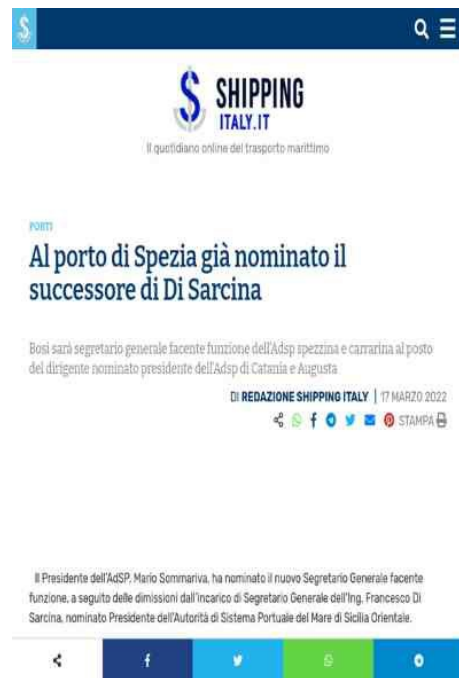 SHIPPING
ITALY.IT
Il quotidiano online del trasporto marittimo
PORTI
Al porto di Spezia già nominato il
successore di Di Sarcina
Bosi sarà segretario generale facente funzione dell'Adsp spezzina e carrarina al posto
del dirigente nominato presidente dell'Adsp di Catania e Augusta
DI REDAZIONE SHIPPING ITALY | 17 MARZO 2022
STAMPA
Il Presidente dell'AdSP, Mario Sommariva, ha nominato il nuovo Segretario Generale facente
funzione, a seguito delle dimissioni dall'incarico di Segretario Generale dell'Ing. Francesco Di
Sarcina, nominato Presidente dell'Autorità di Sistema Portuale del Mare di Sicilia Orientale.